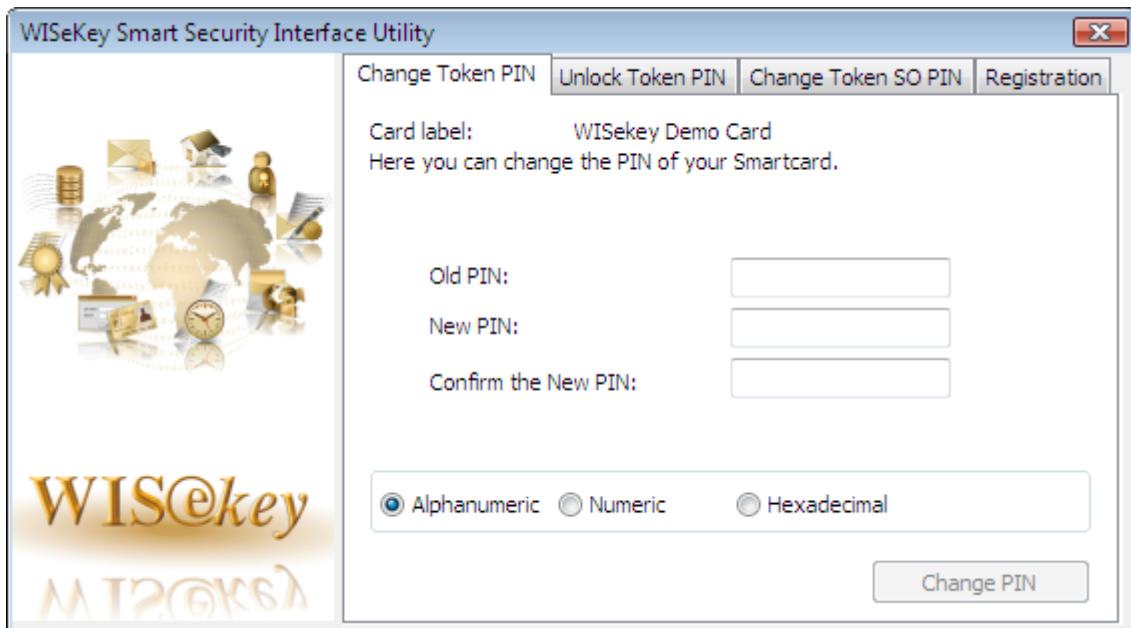 WISeKey Smart Security Interface Utility
Change Token PIN Unlock Token PIN Change Token SO PIN Registration
Card label: WISekey Demo Card
Here you can change the PIN of your Smartcard.
Old PIN:
New PIN:
Confirm the New PIN:
WIS@key
Alphanumeric Numeric Hexadecimal
Change PIN